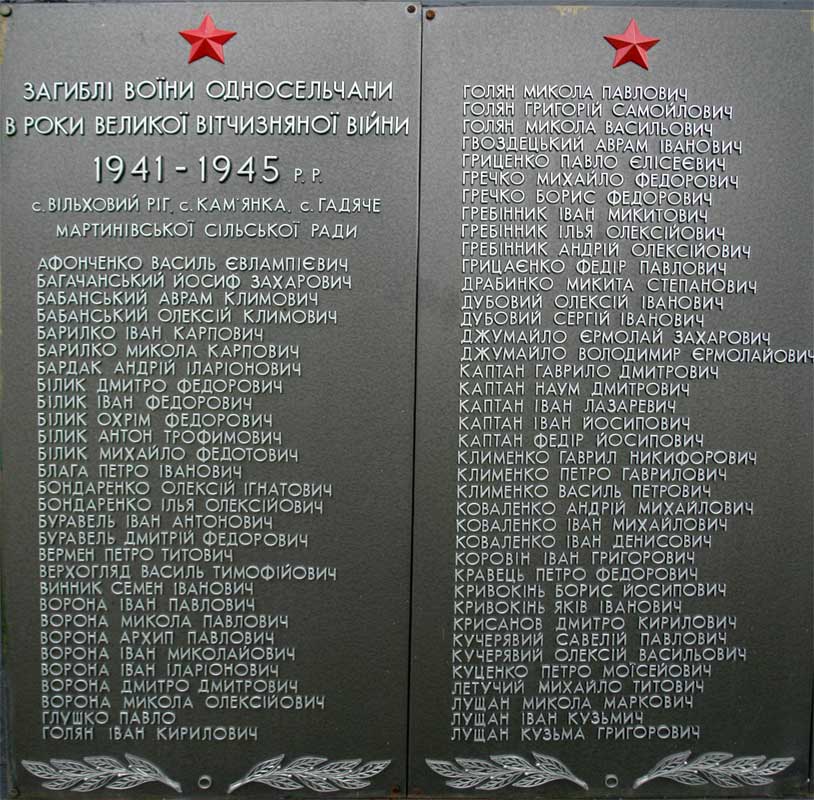 ЗАГИБЛІ ВОЇНИ ОДНОСЕЛЬЧАНИ
В РОКИ ВЕЛИКОЇ ВІТЧИЗНЯНОЇ ВІЙНИ
1941-1945 Р.Р.
с. ВІЛЬХОВИЙ РІГ, с. КАМ'ЯНКА, с. ГАДЯЧЕ
МАРТИНІВСЬКОЇ СІЛЬСЬКОЇ РАДИ
АФОНЧЕНКО ВАСИЛЬ ЄВЛАМПІЄВИЧ
БАГАЧАНСЬКИЙ ЙОСИФ ЗАХАРОВИЧ
БАБАНСЬКИЙ АВРАМ КЛИМОВИЧ
БАБАНСЬКИЙ ОЛЕКСІЙ КЛИМОВИЧ
БАРИЛКО ІВАН КАРПОВИЧ
БАРИЛКО МИКОЛА КАРПОВИЧ
БАРДАК АНДРІЙ ІЛАРІОНОВИЧ
БІЛИК ДМИТРО ФЕДОРОВИЧ
БІЛИК ІВАН ФЕДОРОВИЧ
БІЛИК ОХРІМ ФЕДОРОВИЧ
БІЛИК АНТОН ТРОФИМОВИЧ
БІЛИК МИХАЙЛО ФЕДОТОВИЧ
БЛАГА ПЕТРО ІВАНОВИЧ
БОНДАРЕНКО ОЛЕКСІЙ ІГНАТОВИЧ
БОНДАРЕНКО ІЛЬЯ ОЛЕКСІЙОВИЧ
БУРАВЕЛЬ ІВАН АНТОНОВИЧ
БУРАВЕЛЬ ДМИТРІЙ ФЕДОРОВИЧ
ВЕРМЕН ПЕТРО ТИТОВИЧ
ВЕРХОГЛЯД ВАСИЛЬ ТИМОФІЙОВИЧ
ВИННИК СЕМЕН ІВАНОВИЧ
ВОРОНА ІВАН ПАВЛОВИЧ
ВОРОНА МИКОЛА ПАВЛОВИЧ
ВОРОНА АРХИП ПАВЛОВИЧ
ВОРОНА ІВАН МИКОЛАЙОВИЧ
ВОРОНА ІВАН ІЛАРІОНОВИЧ
ВОРОНА ДМИТРО ДМИТРОВИЧ
ВОРОНА МИКОЛА ОЛЕКСІЙОВИЧ
ГЛУШКО ПАВЛО
ГОЛЯН ІВАН КИРИЛОВИЧ
ГОЛЯН МИКОЛА ПАВЛОВИЧ
ГОЛЯН ГРИГОРІЙ САМОЙЛОВИЧ
ГОЛЯН МИКОЛА ВАСИЛЬОВИЧ
ГВОЗДЕЦЬКИЙ АВРАМ ІВАНОВИЧ
ГРИЦЕНКО ПАВЛО ЄЛІСЕЄВИЧ
ГРЕЧКО МИХАЙЛО ФЕДОРОВИЧ
ГРЕЧКО БОРИС ФЕДОРОВИЧ
ГРЕБІННИК ІВАН МИКИТОВИЧ
ГРЕБІННИК ІЛЬЯ ОЛЕКСІЙОВИЧ
ГРЕБІННИК АНДРІЙ ОЛЕКСІЙОВИЧ
ГРИЦАЄНКО ФЕДІР ПАВЛОВИЧ
ДРАБИНКО МИКИТА СТЕПАНОВИЧ
ДУБОВИЙ ОЛЕКСІЙ ІВАНОВИЧ
ДУБОВИЙ СЕРГІЙ ІВАНОВИЧ
ДЖУМАЙЛО ЄРМОЛАЙ ЗАХАРОВИЧ
ДЖУМАЙЛО ВОЛОДИМИР ЄРМОЛАЙОВИЧ
КАПТАН ГАВРИЛО ДМИТРОВИЧ
КАПТАН НАУМ ДМИТРОВИЧ
КАПТАН ІВАН ЛАЗАРЕВИЧ
КАПТАН ІВАН ЙОСИПОВИЧ
КАПТАН ФЕДІР ЙОСИПОВИЧ
КЛИМЕНКО ГАВРИЛ НИКИФОРОВИЧ
КЛИМЕНКО ПЕТРО ГАВРИЛОВИЧ
КЛИМЕНКО ВАСИЛЬ ПЕТРОВИЧ
КОВАЛЕНКО АНДРІЙ МИХАЙЛОВИЧ
КОВАЛЕНКО ІВАН МИХАЙЛОВИЧ
КОВАЛЕНКО ІВАН ДЕНИСОВИЧ
КОРОВІН ІВАН ГРИГОРОВИЧ
КРАВЕЦЬ ПЕТРО ФЕДОРОВИЧ
КРИВОКІНЬ БОРИС ЙОСИПОВИЧ
КРИВОКІНЬ ЯКІВ ІВАНОВИЧ
КРИСАНОВ ДМИТРО КИРИЛОВИЧ
КУЧЕРЯВИЙ САВЕЛІЙ ПАВЛОВИЧ
КУЧЕРЯВИЙ ОЛЕКСІЙ ВАСИЛЬОВИЧ
КУЦЕНКО ПЕТРО МОЇСЕЙОВИЧ
ЛЕТУЧИЙ МИХАЙЛО ТИТОВИЧ
ЛУЩАН МИКОЛА МАРКОВИЧ
ЛУЩАН ІВАН КУЗЬМИЧ
ЛУЩАН КУЗЬМА ГРИГОРОВИЧ